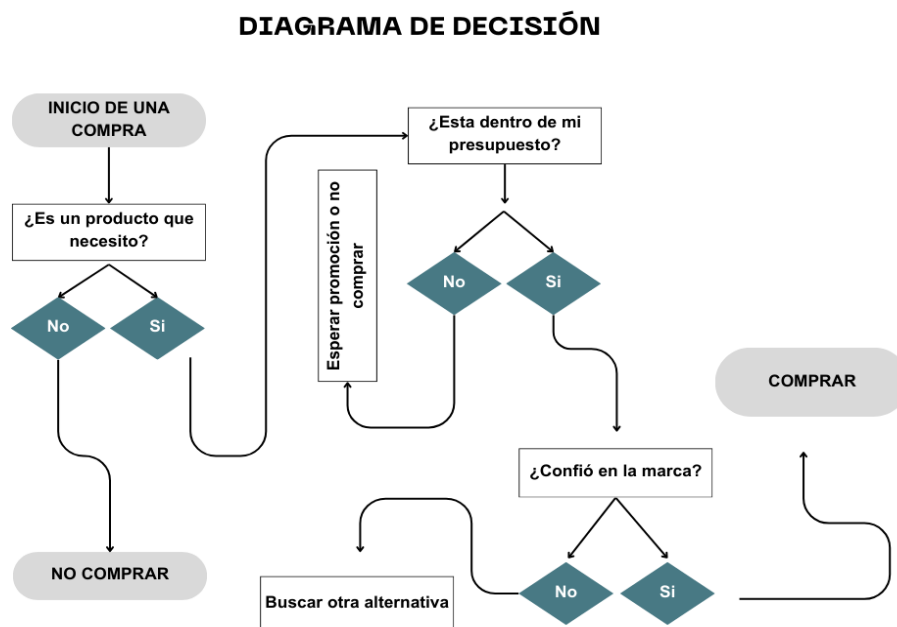 DIAGRAMA DE DECISIÓN
INICIO DE UNA
COMPRA
¿Es un producto que
necesito?
No
Si
NO COMPRAR
¿Esta dentro de mi
presupuesto?
No
Si
Esperar promoción o no
comprar
¿Confió en la marca?
No
Si
Buscar otra alternativa
COMPRAR